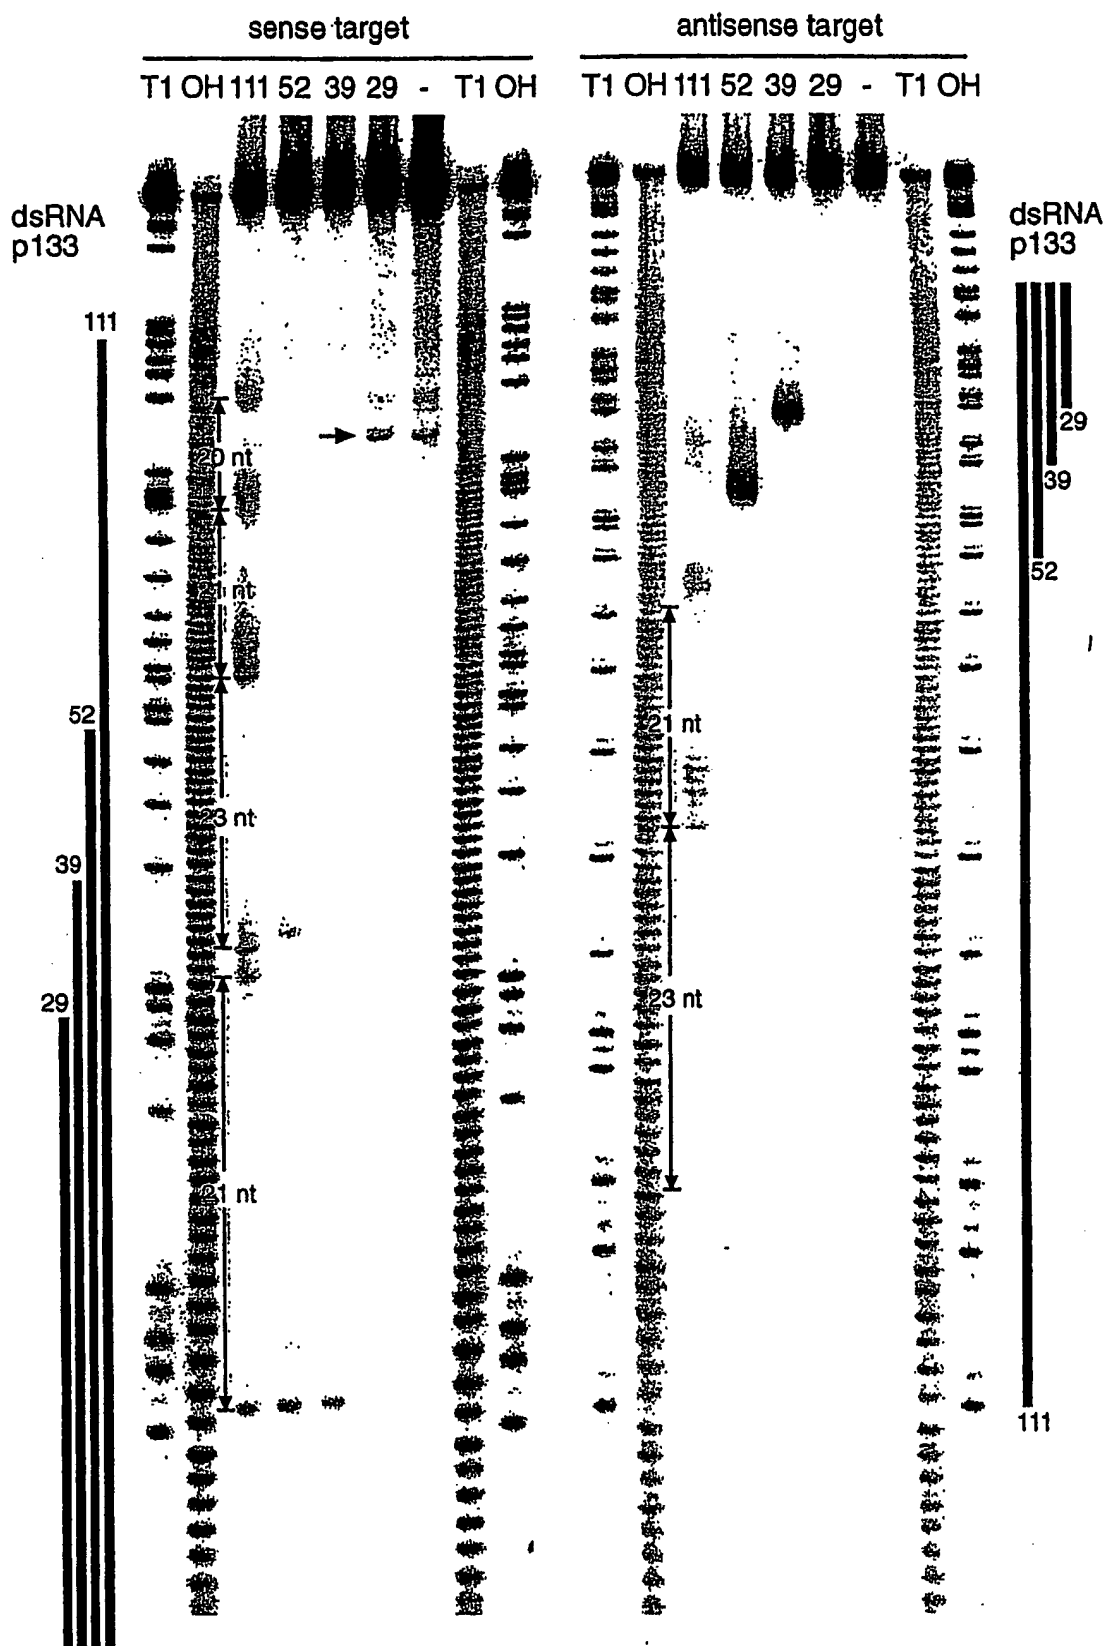 sense target
antisense target
T1 OH 111 52 39 29 - T1 OH
T1 OH 111 52 39 29 - T1 OH
dsRNA
p133
dsRNA
p133
111
29
20 nt
39
52
21 nt
52
21 nt
23 nt
39
29
23 nt
21 nt
111